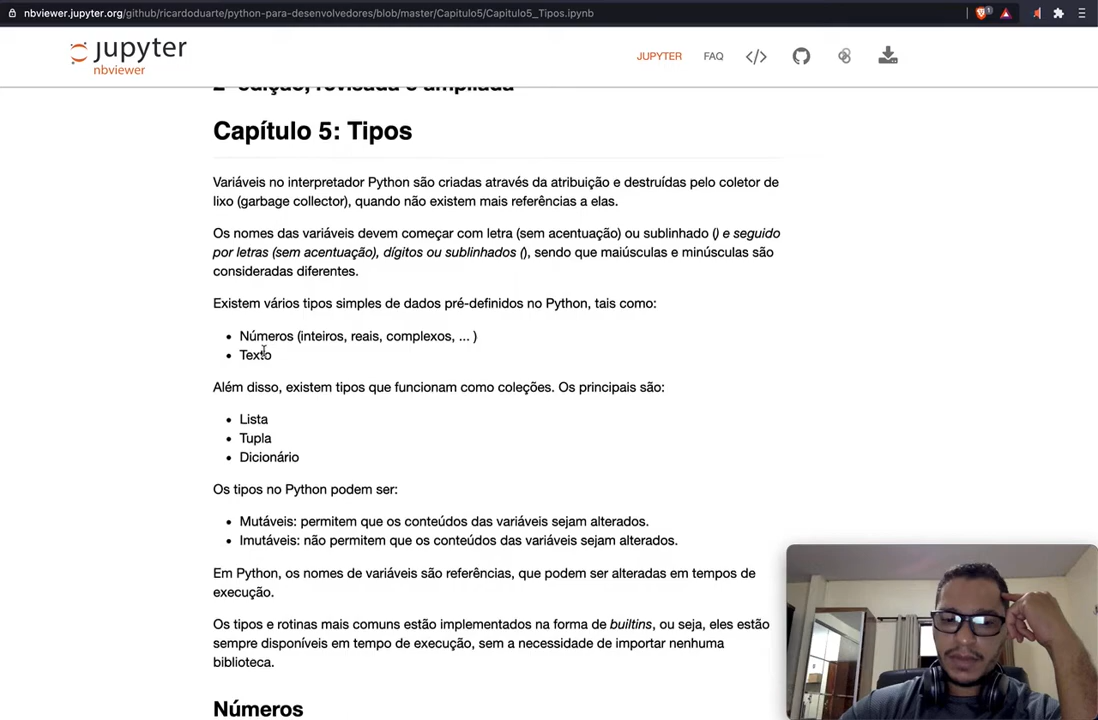 nbviewer.jupyter.org/github/ricardoduarte/python-para-desenvolvedores/blob/master/Capitulo5/Capitulo5_Tipos.ipynb
1
jupyter
nbviewer
JUPYTER
FAQ
</>
2ª edição, revisada e ampliada
Capítulo 5: Tipos
Variáveis no interpretador Python são criadas através da atribuição e destruídas pelo coletor de
lixo (garbage collector), quando não existem mais referências a elas.
Os nomes das variáveis devem começar com letra (sem acentuação) ou sublinhado () e seguido
por letras (sem acentuação), dígitos ou sublinhados (), sendo que maiúsculas e minúsculas são
consideradas diferentes.
Existem vários tipos simples de dados pré-definidos no Python, tais como:
• Números (inteiros, reais, complexos, ... )
• Texto
Além disso, existem tipos que funcionam como coleções. Os principais são:
• Lista
• Tupla
• Dicionário
Os tipos no Python podem ser:
• Mutáveis: permitem que os conteúdos das variáveis sejam alterados.
• Imutáveis: não permitem que os conteúdos das variáveis sejam alterados.
Em Python, os nomes de variáveis são referências, que podem ser alteradas em tempos de
execução.
Os tipos e rotinas mais comuns estão implementados na forma de builtins, ou seja, eles estão
sempre disponíveis em tempo de execução, sem a necessidade de importar nenhuma
biblioteca.
Números